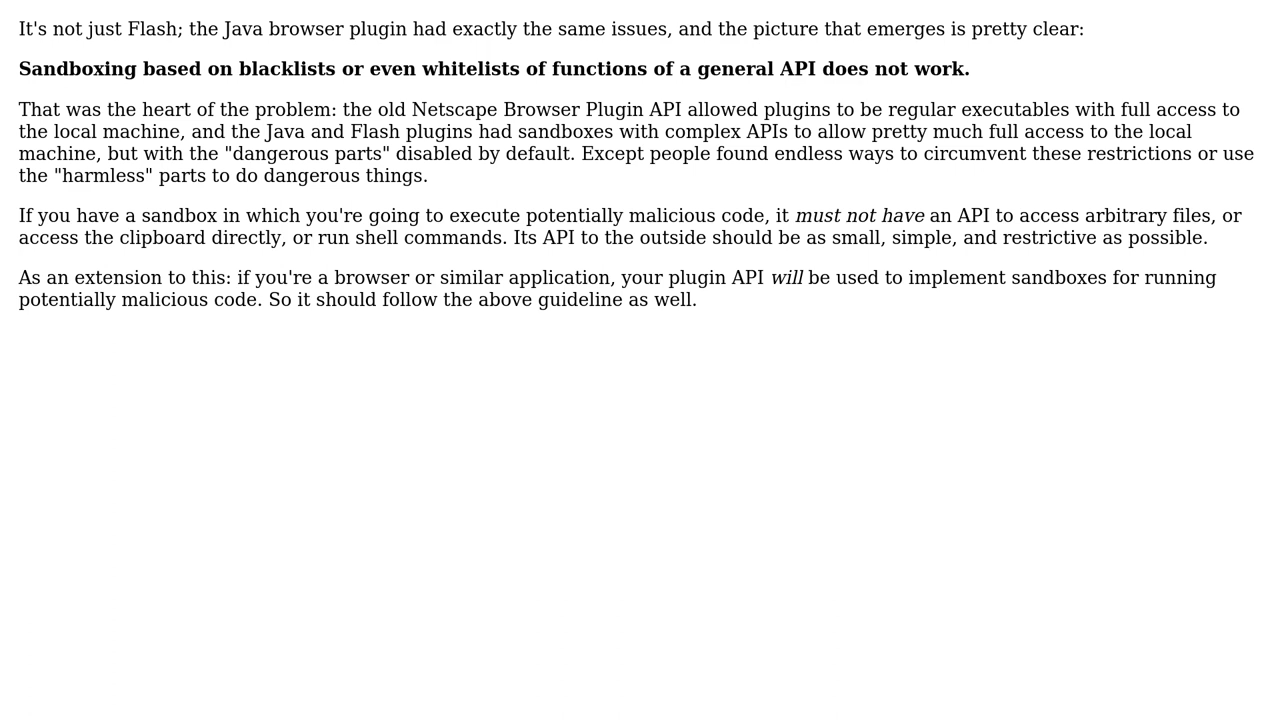 It's not just Flash; the Java browser plugin had exactly the same issues, and the picture that emerges is pretty clear:
Sandboxing based on blacklists or even whitelists of functions of a general API does not work.
That was the heart of the problem: the old Netscape Browser Plugin API allowed plugins to be regular executables with full access to
the local machine, and the Java and Flash plugins had sandboxes with complex APIs to allow pretty much full access to the local
machine, but with the "dangerous parts" disabled by default. Except people found endless ways to circumvent these restrictions or use
the "harmless" parts to do dangerous things.
If you have a sandbox in which you're going to execute potentially malicious code, it must not have an API to access arbitrary files, or
access the clipboard directly, or run shell commands. Its API to the outside should be as small, simple, and restrictive as possible.
As an extension to this: if you're a browser or similar application, your plugin API will be used to implement sandboxes for running
potentially malicious code. So it should follow the above guideline as well.